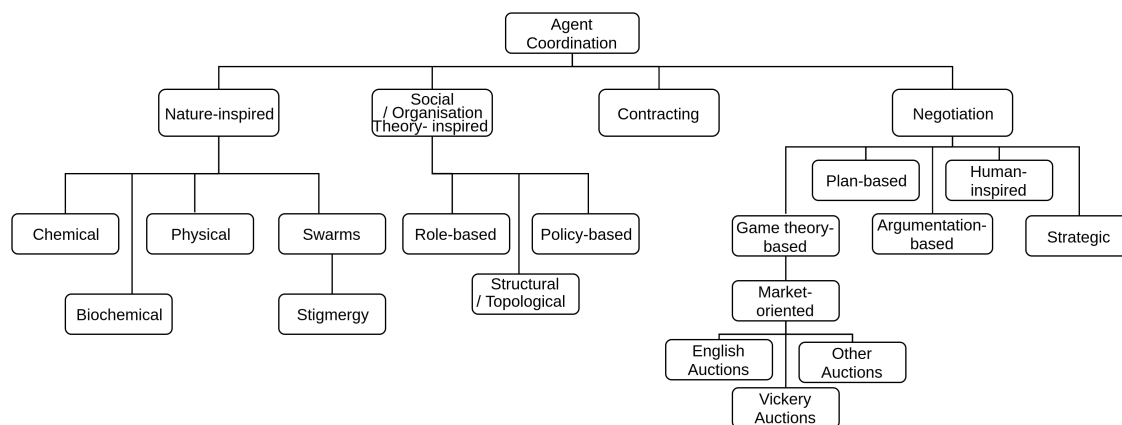 Agent
Coordination
Nature-inspired
Social
/ Organisation
Theory- inspired
Contracting
Negotiation
Plan-based
Human-
inspired
Chemical
Physical
Swarms
Role-based
Policy-based
Game theory-
based
Argumentation-
based
Strategic
Structural
/ Topological
Biochemical
Stigmergy
Market-
oriented
English
Auctions
Other
Auctions
Vickery
Auctions